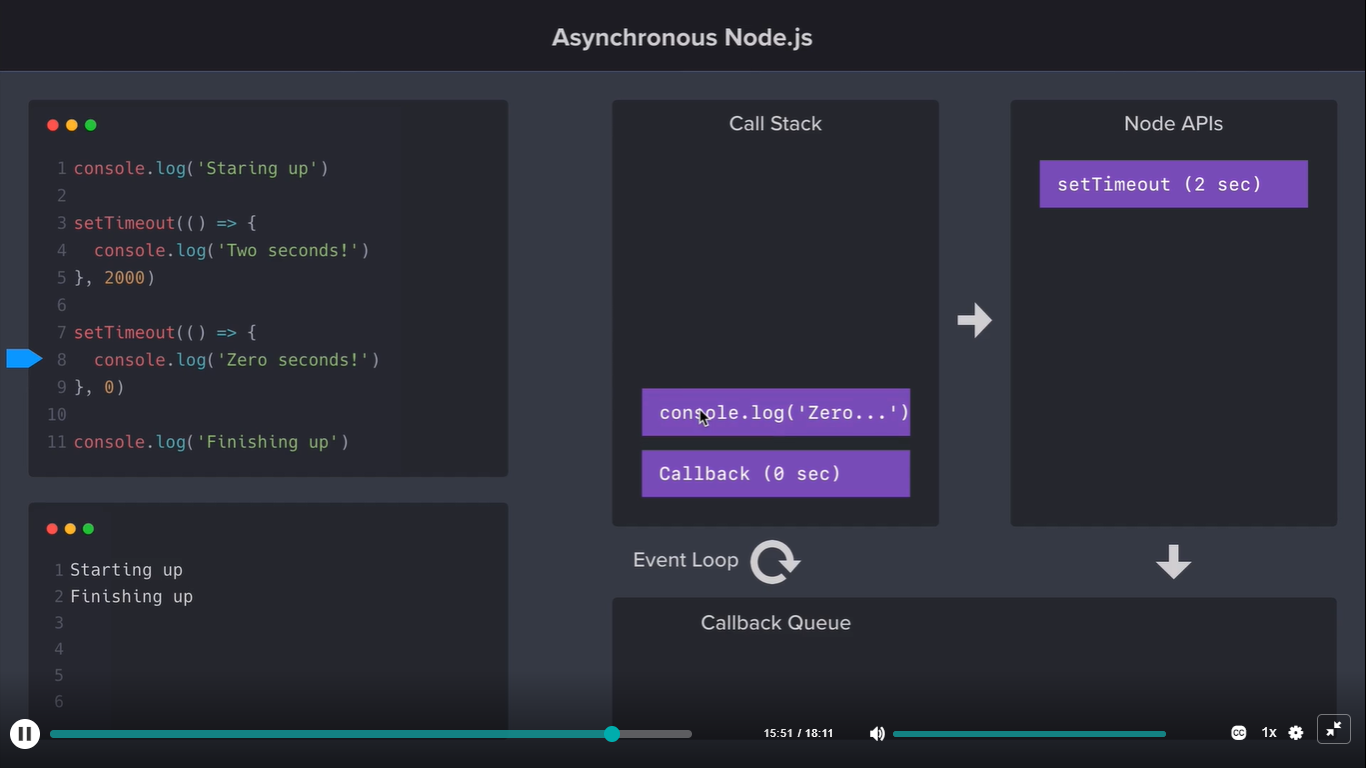 Asynchronous Node.js
1 console.log('Staring up')
2
3 setTimeout(() => {
4   console.log('Two seconds!')
5 }, 2000)
6
7 setTimeout(() => {
8   console.log('Zero seconds!')
9 }, 0)
10
11 console.log('Finishing up')
1 Starting up
2 Finishing up
3
4
5
6
Call Stack
console.log('Zero...')
Callback (0 sec)
Node APIs
setTimeout (2 sec)
Event Loop
Callback Queue
15:51 / 18:11
CC
1x